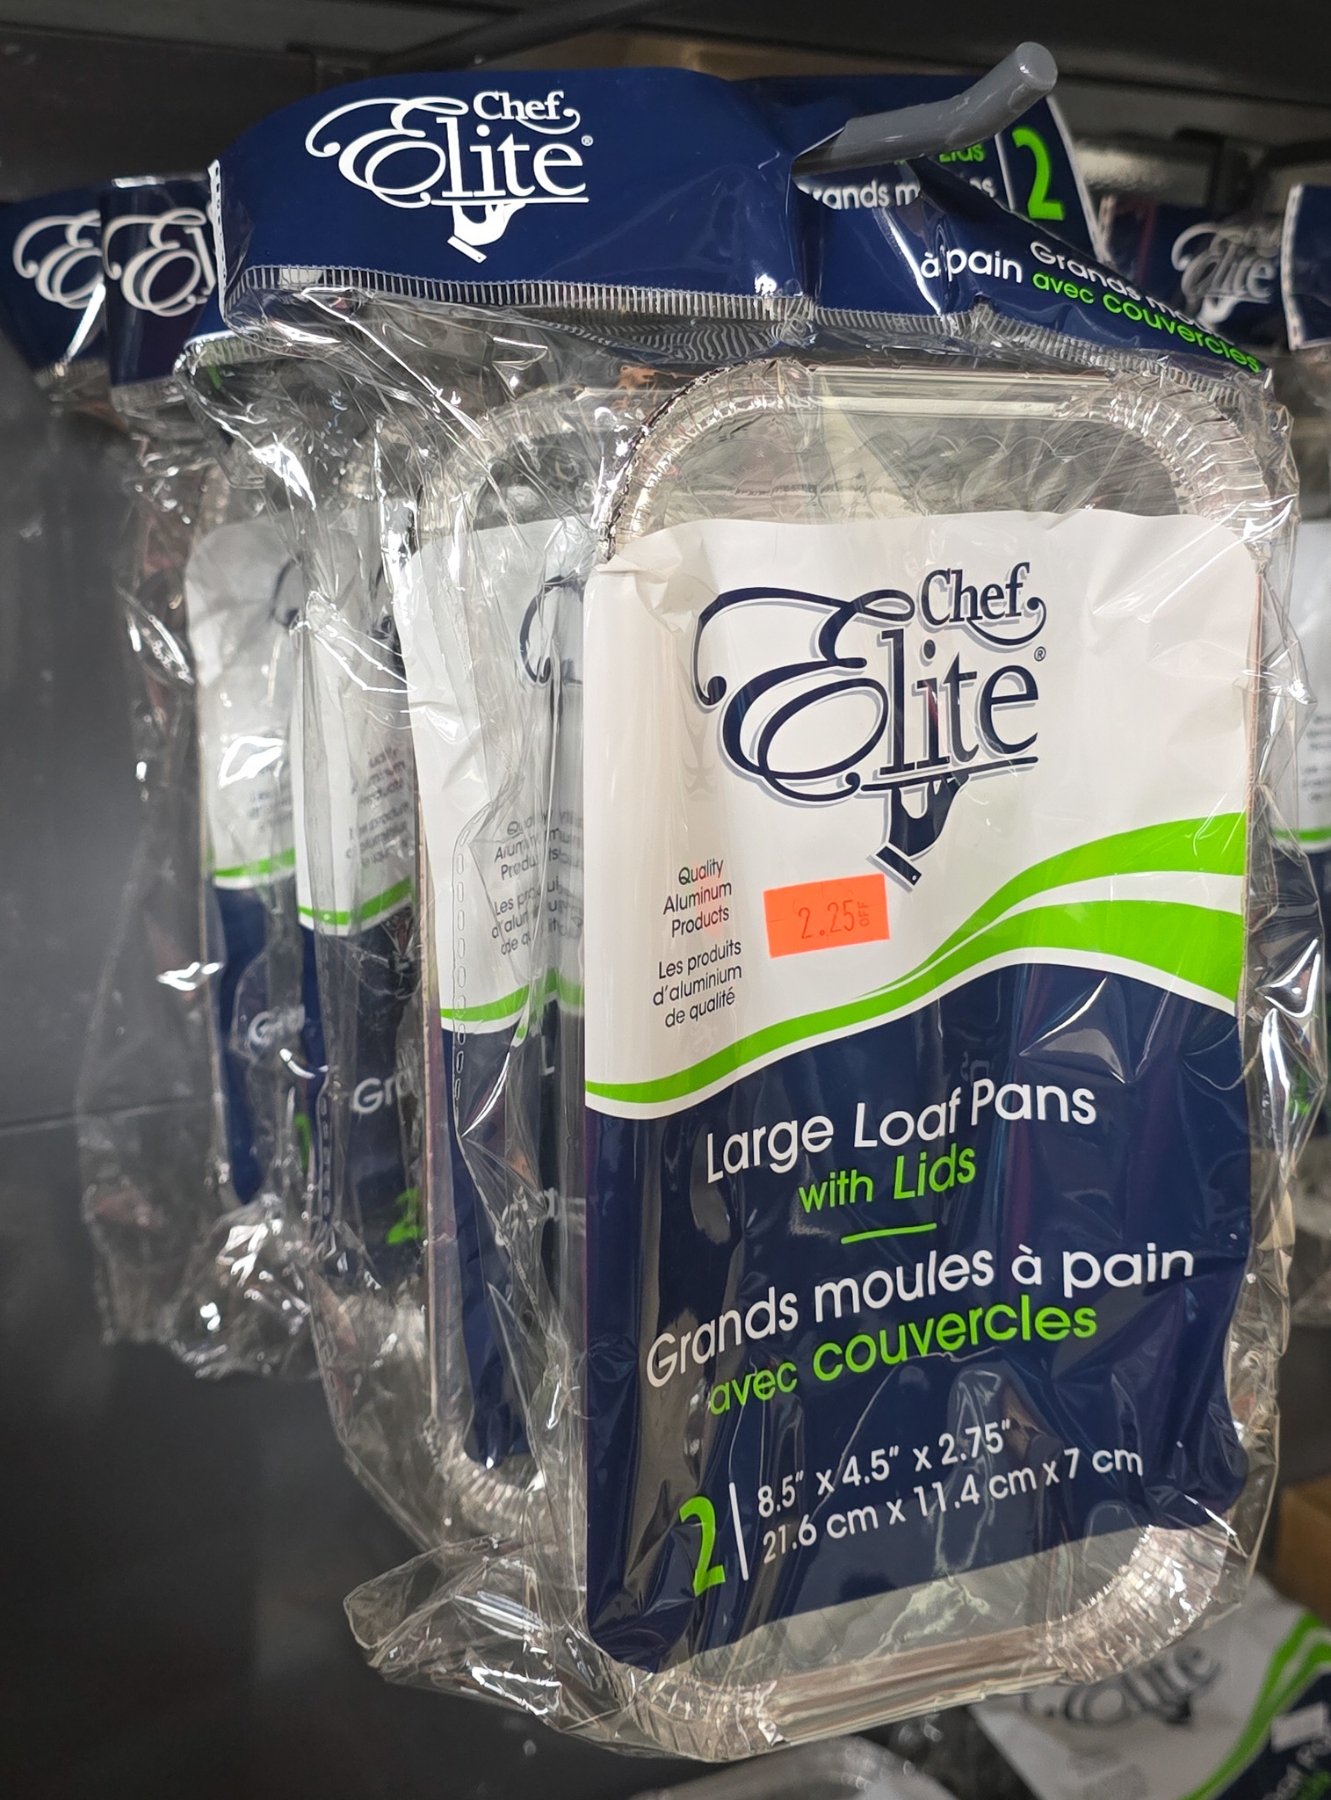 Chef
Elite®
Lids
2
Grands mo
à pain
avec couvercles
Chef
Elite®
Quality
Aluminum
Products
2.25 OFF
Les produits
d'aluminium
de qualité
Large Loaf Pans
with Lids
Grands moules à pain
avec couvercles
2
8.5" x 4.5" x 2.75"
21.6 cm x 11.4 cm x 7 cm